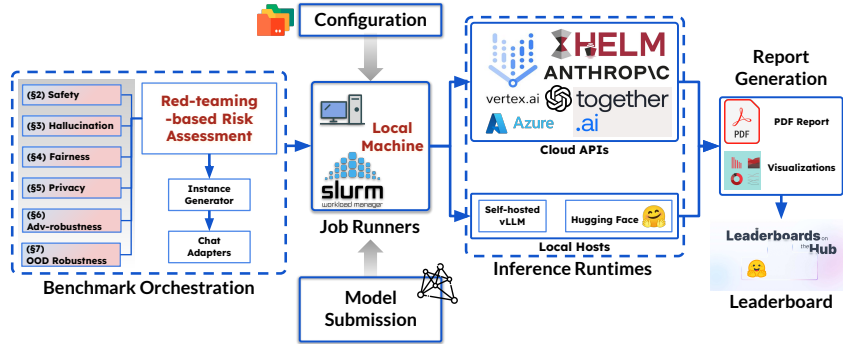 Configuration
(§2) Safety
(§3) Hallucination
(§4) Fairness
(§5) Privacy
(§6)
Adv-robustness
(§7)
OOD Robustness
Red-teaming
-based Risk
Assessment
Instance
Generator
Chat
Adapters
Benchmark Orchestration
Local
Machine
slurm
workload manager
Job Runners
Model
Submission
vertex.ai
HELM
ANTHROP\C
together
.ai
Azure
Cloud APIs
Self-hosted
vLLM
Hugging Face
Local Hosts
Inference Runtimes
Report
Generation
PDF
PDF Report
Visualizations
Leaderboards on
the Hub
Leaderboard